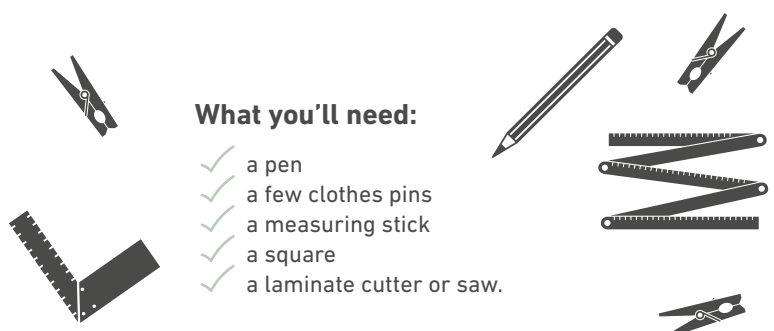 What you’ll need:
a pen
a few clothes pins
a measuring stick
a square
a laminate cutter or saw.